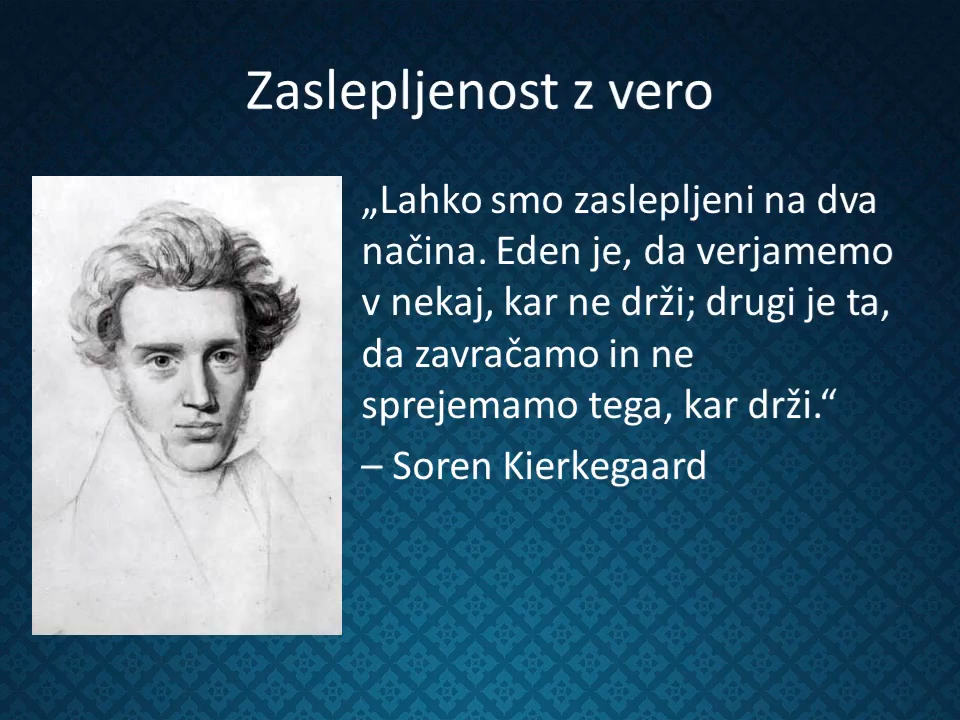 Zaslepljenost z vero
„Lahko smo zaslepljeni na dva
načina. Eden je, da verjamemo
v nekaj, kar ne drži; drugi je ta,
da zavračamo in ne
sprejemamo tega, kar drži.“
– Soren Kierkegaard